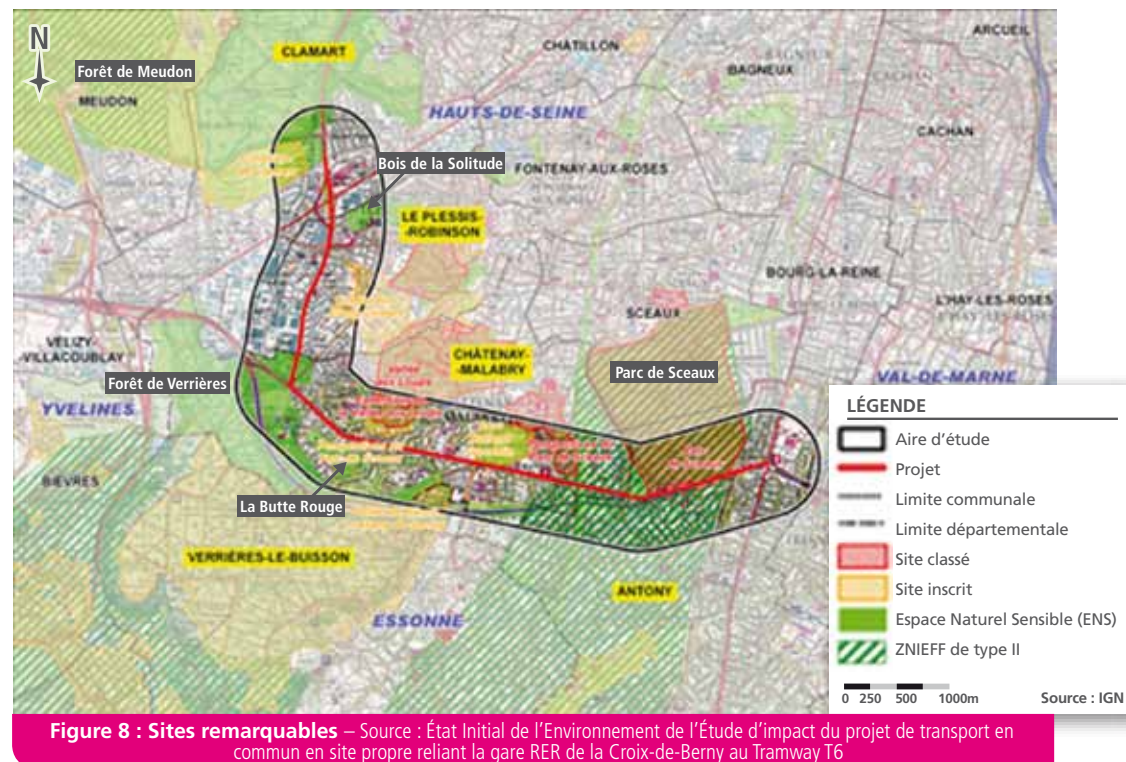 N
CLAMART
CHÂTILLON
ARCUEIL
Forêt de Meudon
BAGNEUX
MEUDON
HAUTS-DE-SEINE
CACHAN
Bois de la Solitude
FONTENAY-AUX-ROSES
LE PLESSIS-
-ROBINSON
BOURG-LA-REINE
L'HAY-LES-ROSES
SCEAUX
VELIZY-
-VILLACOUBLAY
CHÂTENAY-
-MALABRY
Forêt de Verrières
Parc de Sceaux
VAL-DE-MARNE
YVELINES
BIEVRES
La Butte Rouge
VERRIÈRES-LE-BUISSON
ANTONY
ESSONNE
LÉGENDE
Aire d'étude
Projet
Limite communale
Limite départementale
Site classé
Site inscrit
Espace Naturel Sensible (ENS)
ZNIEFF de type II
0 250 500 1000m
Source : IGN
Figure 8 : Sites remarquables – Source : État Initial de l'Environnement de l'Étude d'impact du projet de transport en
commun en site propre reliant la gare RER de la Croix-de-Berny au Tramway T6